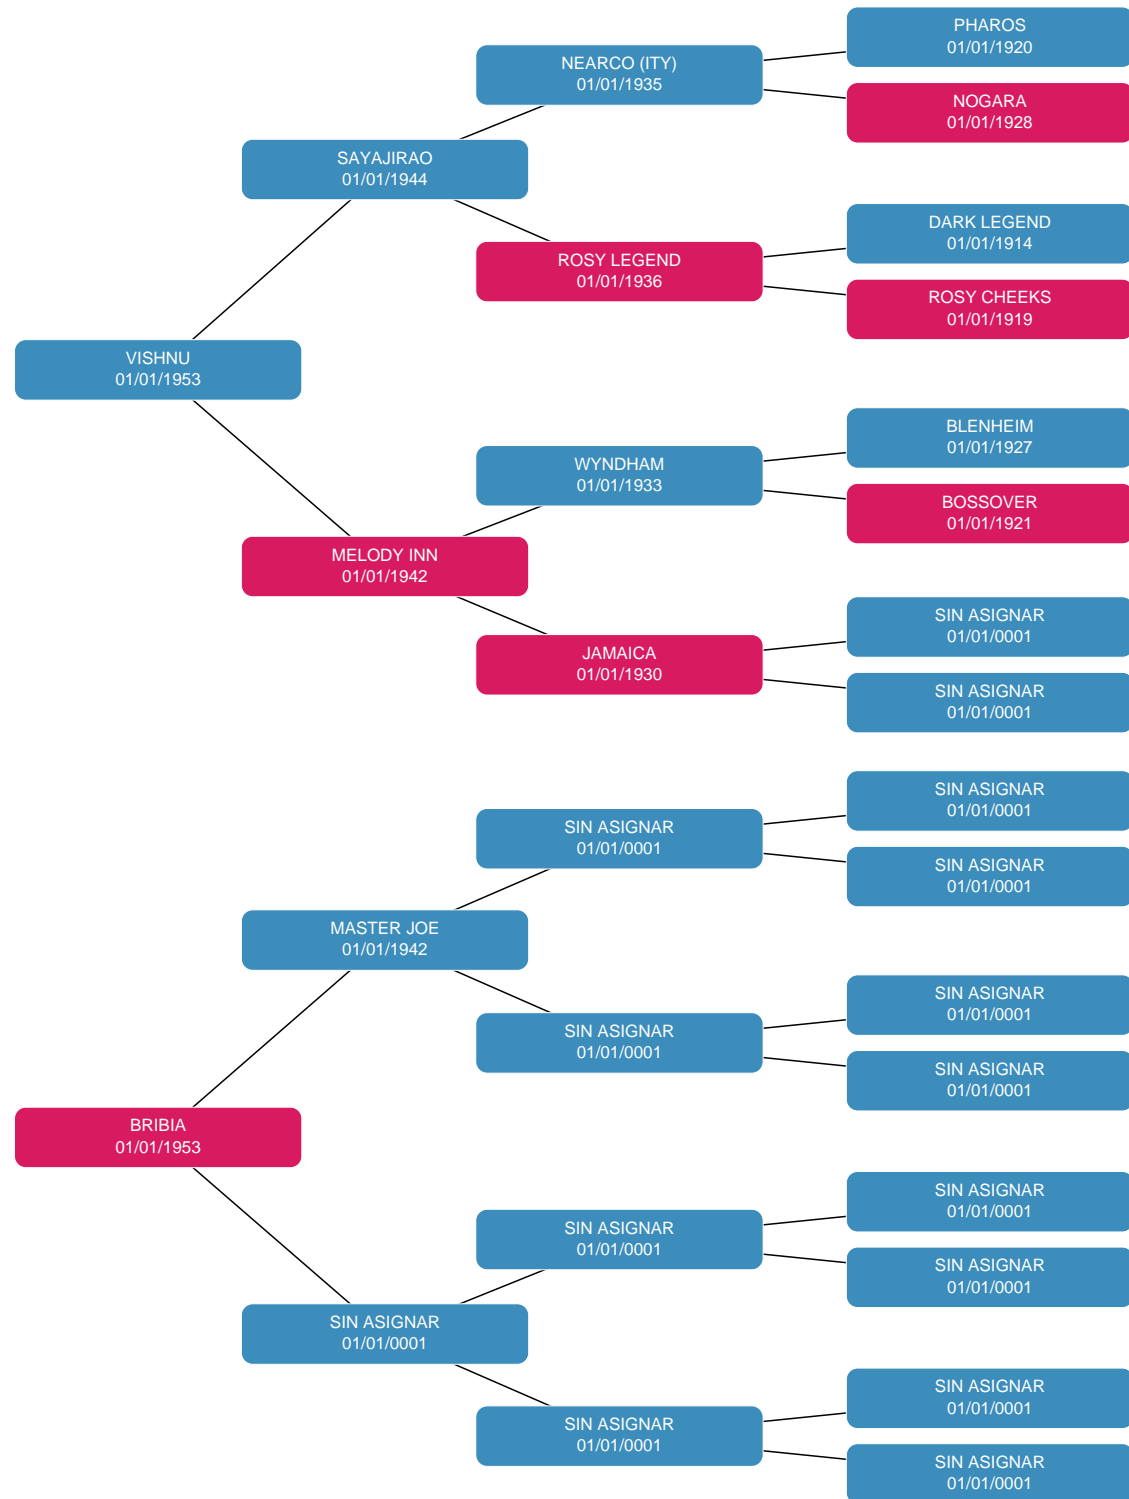 PHAROS
01/01/1920
NEARCO (ITY)
01/01/1935
NOGARA
01/01/1928
SAYAJIRAO
01/01/1944
DARK LEGEND
01/01/1914
ROSY LEGEND
01/01/1936
ROSY CHEEKS
01/01/1919
VISHNU
01/01/1953
BLENHEIM
01/01/1927
WYNDHAM
01/01/1933
BOSSOVER
01/01/1921
MELODY INN
01/01/1942
SIN ASIGNAR
01/01/0001
JAMAICA
01/01/1930
SIN ASIGNAR
01/01/0001
SIN ASIGNAR
01/01/0001
SIN ASIGNAR
01/01/0001
SIN ASIGNAR
01/01/0001
MASTER JOE
01/01/1942
SIN ASIGNAR
01/01/0001
SIN ASIGNAR
01/01/0001
SIN ASIGNAR
01/01/0001
BRIBIA
01/01/1953
SIN ASIGNAR
01/01/0001
SIN ASIGNAR
01/01/0001
SIN ASIGNAR
01/01/0001
SIN ASIGNAR
01/01/0001
SIN ASIGNAR
01/01/0001
SIN ASIGNAR
01/01/0001
SIN ASIGNAR
01/01/0001